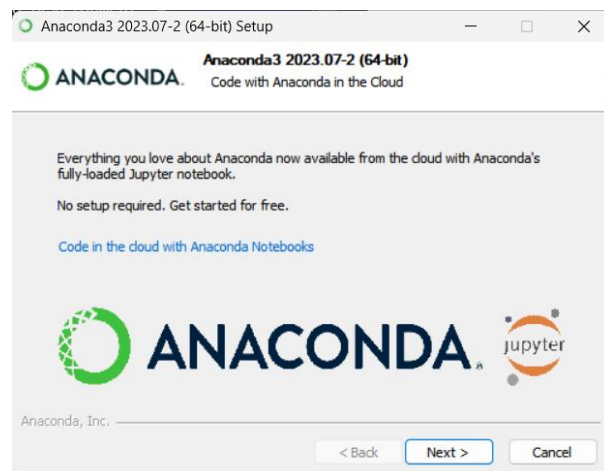 Anaconda3 2023.07-2 (64-bit) Setup
ANACONDA.
Anaconda3 2023.07-2 (64-bit)
Code with Anaconda in the Cloud
Everything you love about Anaconda now available from the cloud with Anaconda's
fully-loaded Jupyter notebook.
No setup required. Get started for free.
Code in the cloud with Anaconda Notebooks
ANACONDA.
jupyter
Anaconda, Inc.
< Back
Next >
Cancel